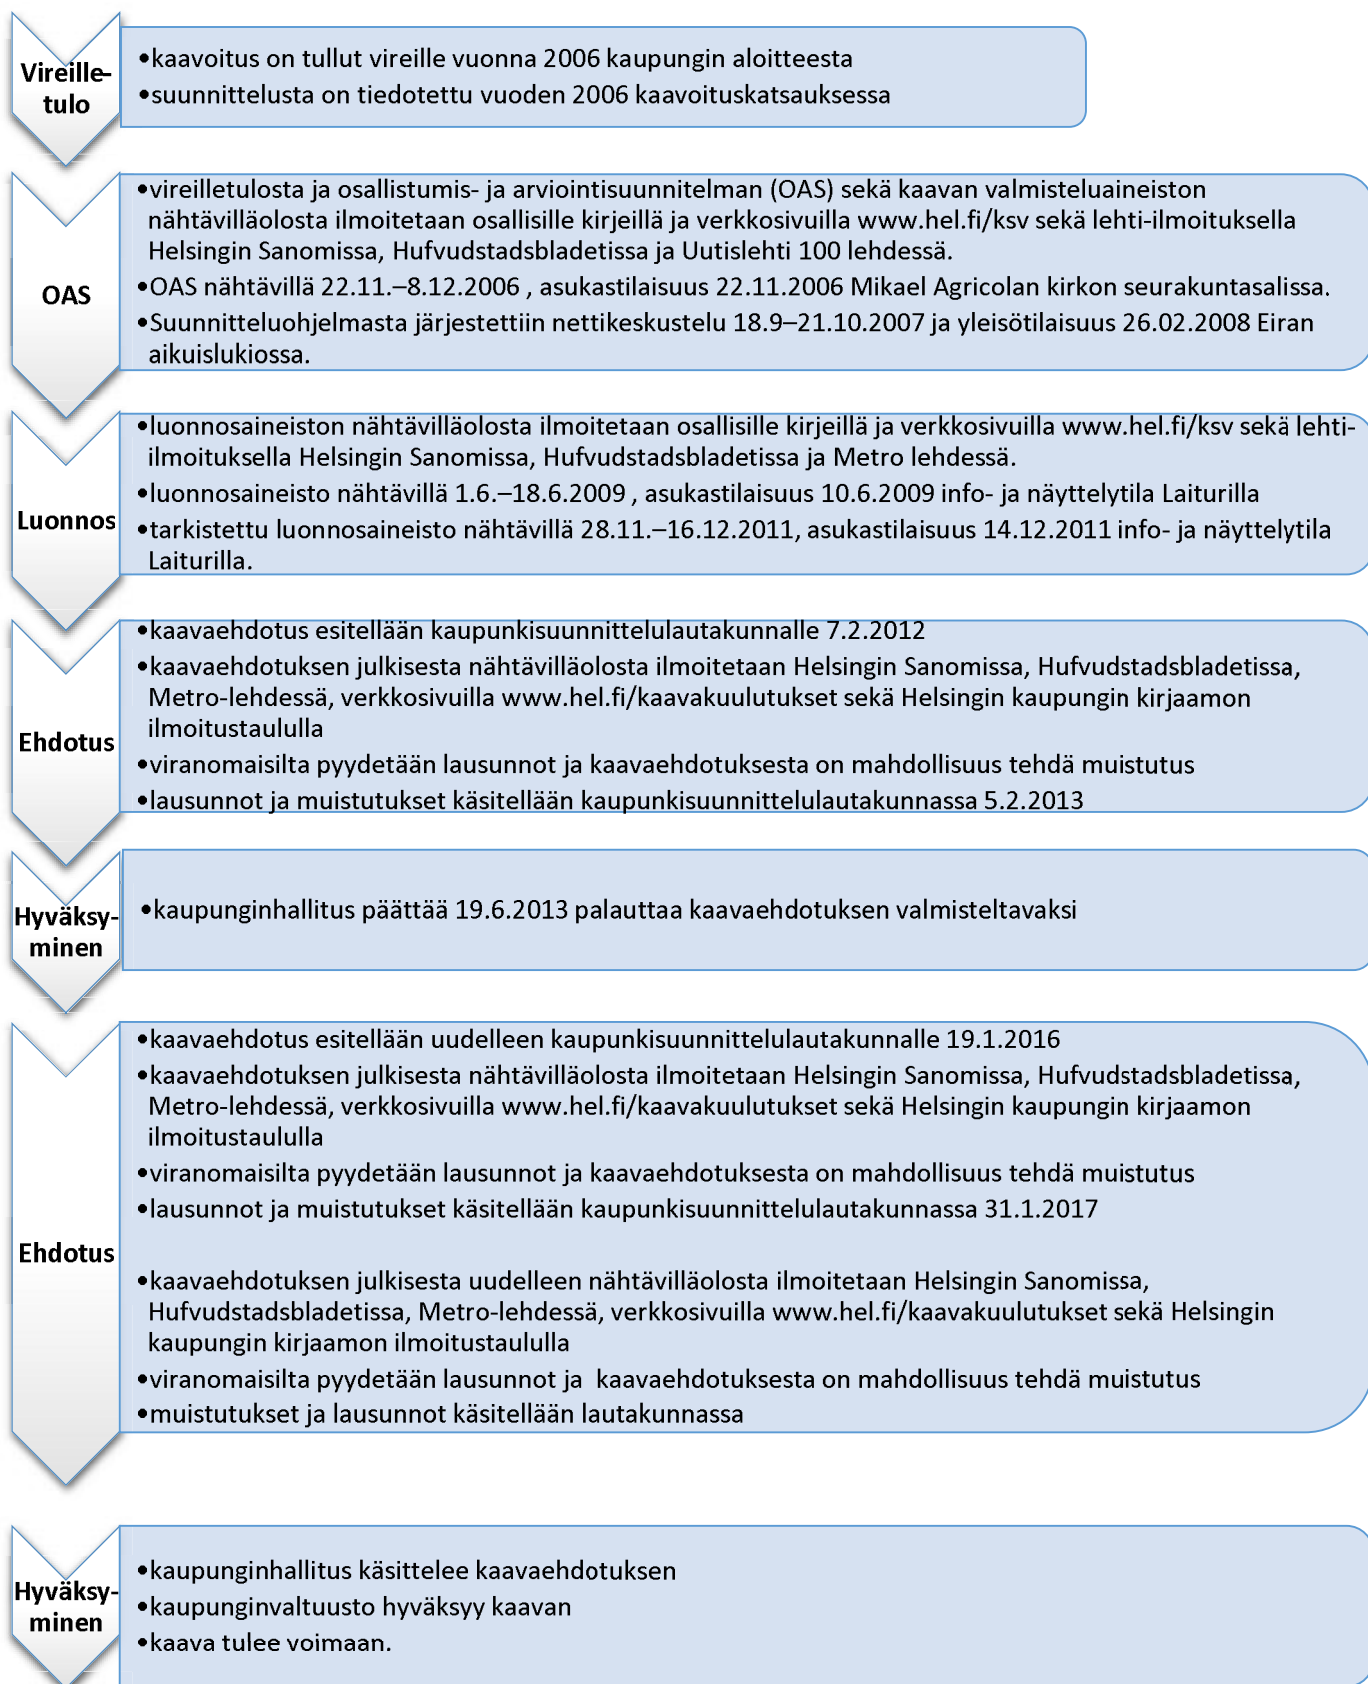 Vireille-
tulo
•kaavoitus on tullut vireille vuonna 2006 kaupungin aloitteesta
•suunnittelusta on tiedotettu vuoden 2006 kaavoituskatsauksessa
OAS
•vireilletulosta ja osallistumis- ja arviointisuunnitelman (OAS) sekä kaavan valmisteluaineiston
nähtävilläolosta ilmoitetaan osallisille kirjeillä ja verkkosivuilla www.hel.fi/ksv sekä lehti-ilmoituksella
Helsingin Sanomissa, Hufvudstadsbladetissa ja Uutislehti 100 lehdessä.
•OAS nähtävillä 22.11.–8.12.2006 , asukastilaisuus 22.11.2006 Mikael Agricolan kirkon seurakuntasalissa.
•Suunnitteluohjelmasta järjestettiin nettikeskustelu 18.9–21.10.2007 ja yleisötilaisuus 26.02.2008 Eiran
aikuislukiossa.
Luonnos
•luonnosaineiston nähtävilläolosta ilmoitetaan osallisille kirjeillä ja verkkosivuilla www.hel.fi/ksv sekä lehti-
ilmoituksella Helsingin Sanomissa, Hufvudstadsbladetissa ja Metro lehdessä.
•luonnosaineisto nähtävillä 1.6.–18.6.2009 , asukastilaisuus 10.6.2009 info- ja näyttelytila Laiturilla
•tarkistettu luonnosaineisto nähtävillä 28.11.–16.12.2011, asukastilaisuus 14.12.2011 info- ja näyttelytila
Laiturilla.
Ehdotus
•kaavaehdotus esitellään kaupunkisuunnittelulautakunnalle 7.2.2012
•kaavaehdotuksen julkisesta nähtävilläolosta ilmoitetaan Helsingin Sanomissa, Hufvudstadsbladetissa,
Metro-lehdessä, verkkosivuilla www.hel.fi/kaavakuulutukset sekä Helsingin kaupungin kirjaamon
ilmoitustaululla
•viranomaisilta pyydetään lausunnot ja kaavaehdotuksesta on mahdollisuus tehdä muistutus
•lausunnot ja muistutukset käsitellään kaupunkisuunnittelulautakunnassa 5.2.2013
Hyväksy-
minen
•kaupunginhallitus päättää 19.6.2013 palauttaa kaavaehdotuksen valmisteltavaksi
Ehdotus
•kaavaehdotus esitellään uudelleen kaupunkisuunnittelulautakunnalle 19.1.2016
•kaavaehdotuksen julkisesta nähtävilläolosta ilmoitetaan Helsingin Sanomissa, Hufvudstadsbladetissa,
Metro-lehdessä, verkkosivuilla www.hel.fi/kaavakuulutukset sekä Helsingin kaupungin kirjaamon
ilmoitustaululla
•viranomaisilta pyydetään lausunnot ja kaavaehdotuksesta on mahdollisuus tehdä muistutus
•lausunnot ja muistutukset käsitellään kaupunkisuunnittelulautakunnassa 31.1.2017
•kaavaehdotuksen julkisesta uudelleen nähtävilläolosta ilmoitetaan Helsingin Sanomissa,
Hufvudstadsbladetissa, Metro-lehdessä, verkkosivuilla www.hel.fi/kaavakuulutukset sekä Helsingin
kaupungin kirjaamon ilmoitustaululla
•viranomaisilta pyydetään lausunnot ja  kaavaehdotuksesta on mahdollisuus tehdä muistutus
•muistutukset ja lausunnot käsitellään lautakunnassa
Hyväksy-
minen
•kaupunginhallitus käsittelee kaavaehdotuksen
•kaupunginvaltuusto hyväksyy kaavan
•kaava tulee voimaan.